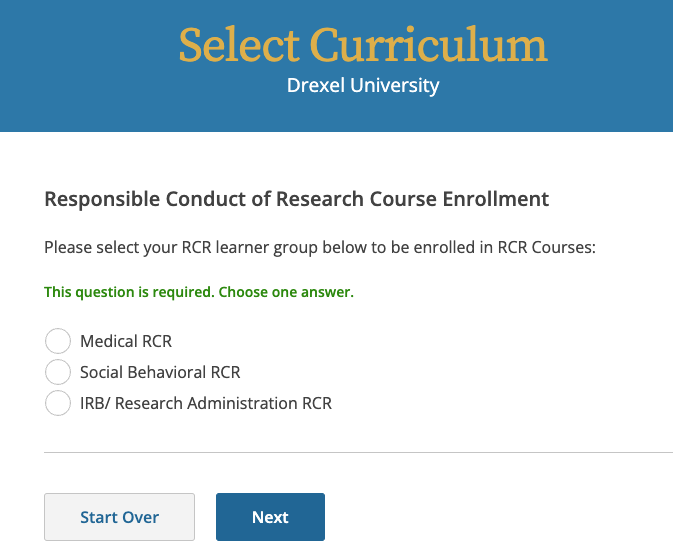 Select Curriculum
Drexel University
Responsible Conduct of Research Course Enrollment
Please select your RCR learner group below to be enrolled in RCR Courses:
This question is required. Choose one answer.
Medical RCR
Social Behavioral RCR
IRB/ Research Administration RCR
Start Over
Next